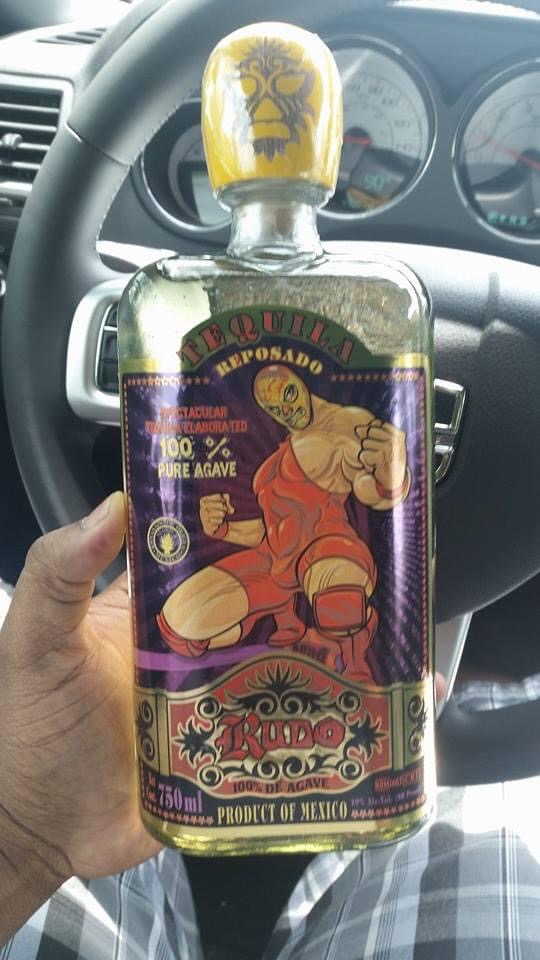 TEQUILA
REPOSADO
SPECTACULAR
TEQUILA ELABORATED
100 %
PURE AGAVE
RUDO
100% DE AGAVE
750ml
PRODUCT OF MEXICO